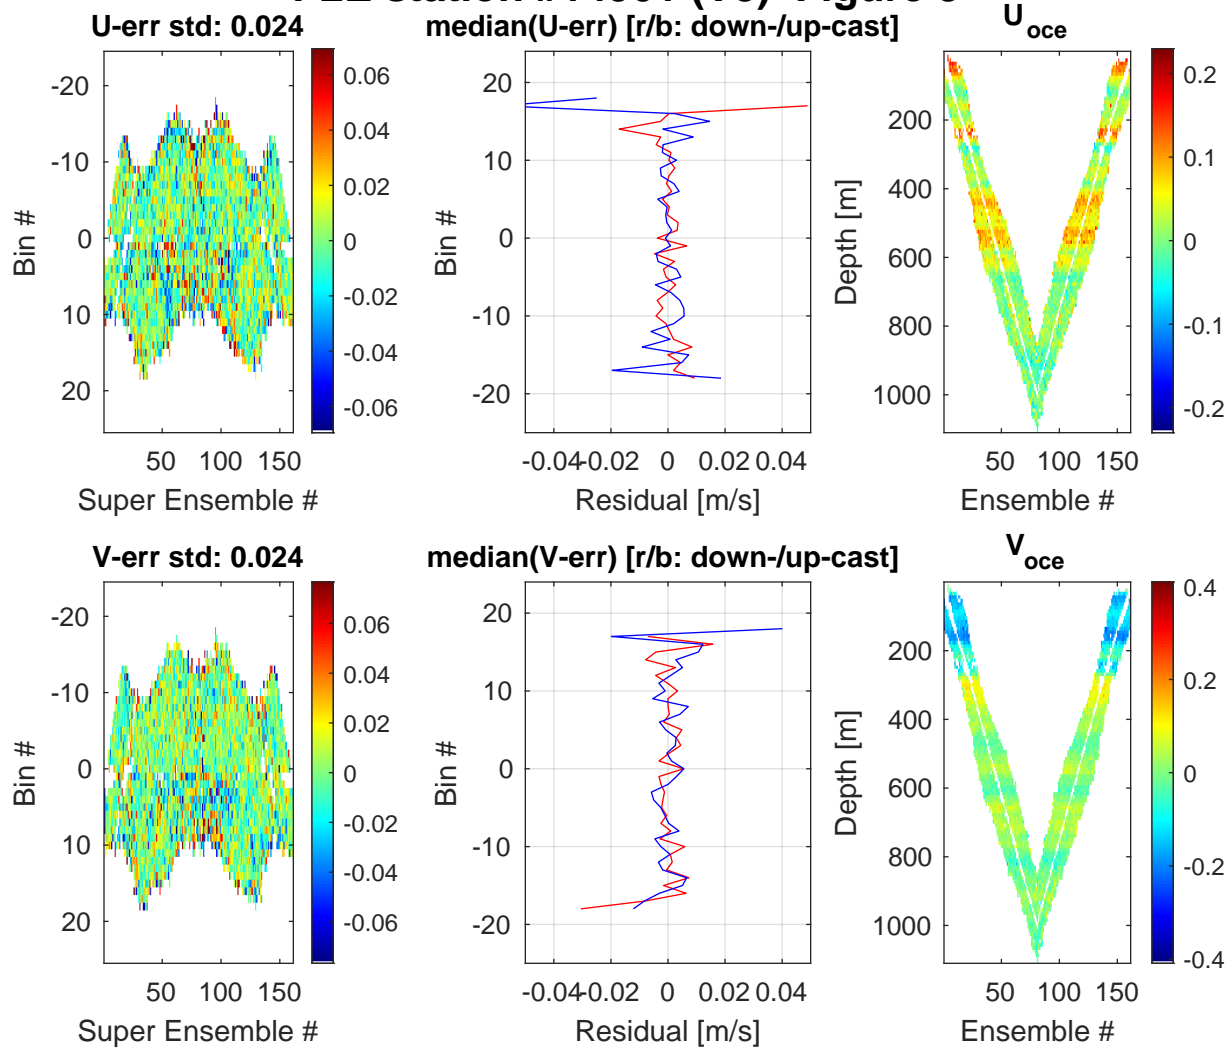 U-err std: 0.024
-20
-10
0
10
20
50 100 150
Super Ensemble #
Bin #
0.06
0.04
0.02
0
-0.02
-0.04
-0.06
median(U-err) [r/b: down-/up-cast]
20
10
0
-10
-20
-0.04 -0.02 0 0.02 0.04
Residual [m/s]
Bin #
U_oce
200
400
600
800
1000
50 100 150
Ensemble #
Depth [m]
0.2
0.1
0
-0.1
-0.2
V-err std: 0.024
-20
-10
0
10
20
50 100 150
Super Ensemble #
Bin #
0.06
0.04
0.02
0
-0.02
-0.04
-0.06
median(V-err) [r/b: down-/up-cast]
20
10
0
-10
-20
-0.04 -0.02 0 0.02 0.04
Residual [m/s]
Bin #
V_oce
200
400
600
800
1000
50 100 150
Ensemble #
Depth [m]
0.4
0.2
0
-0.2
-0.4